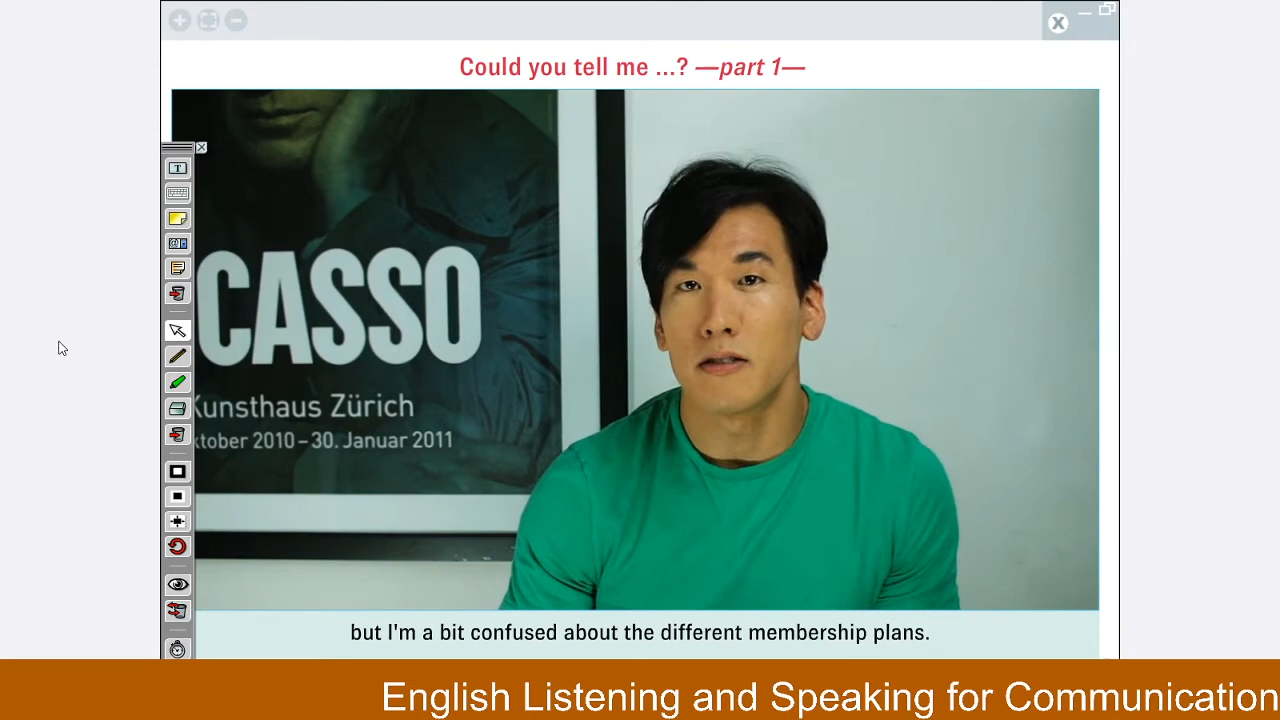 Could you tell me ...? —part 1—
CASSO
Kunsthaus Zürich
ktober 2010 – 30. Januar 2011
but I'm a bit confused about the different membership plans.
English Listening and Speaking for Communication